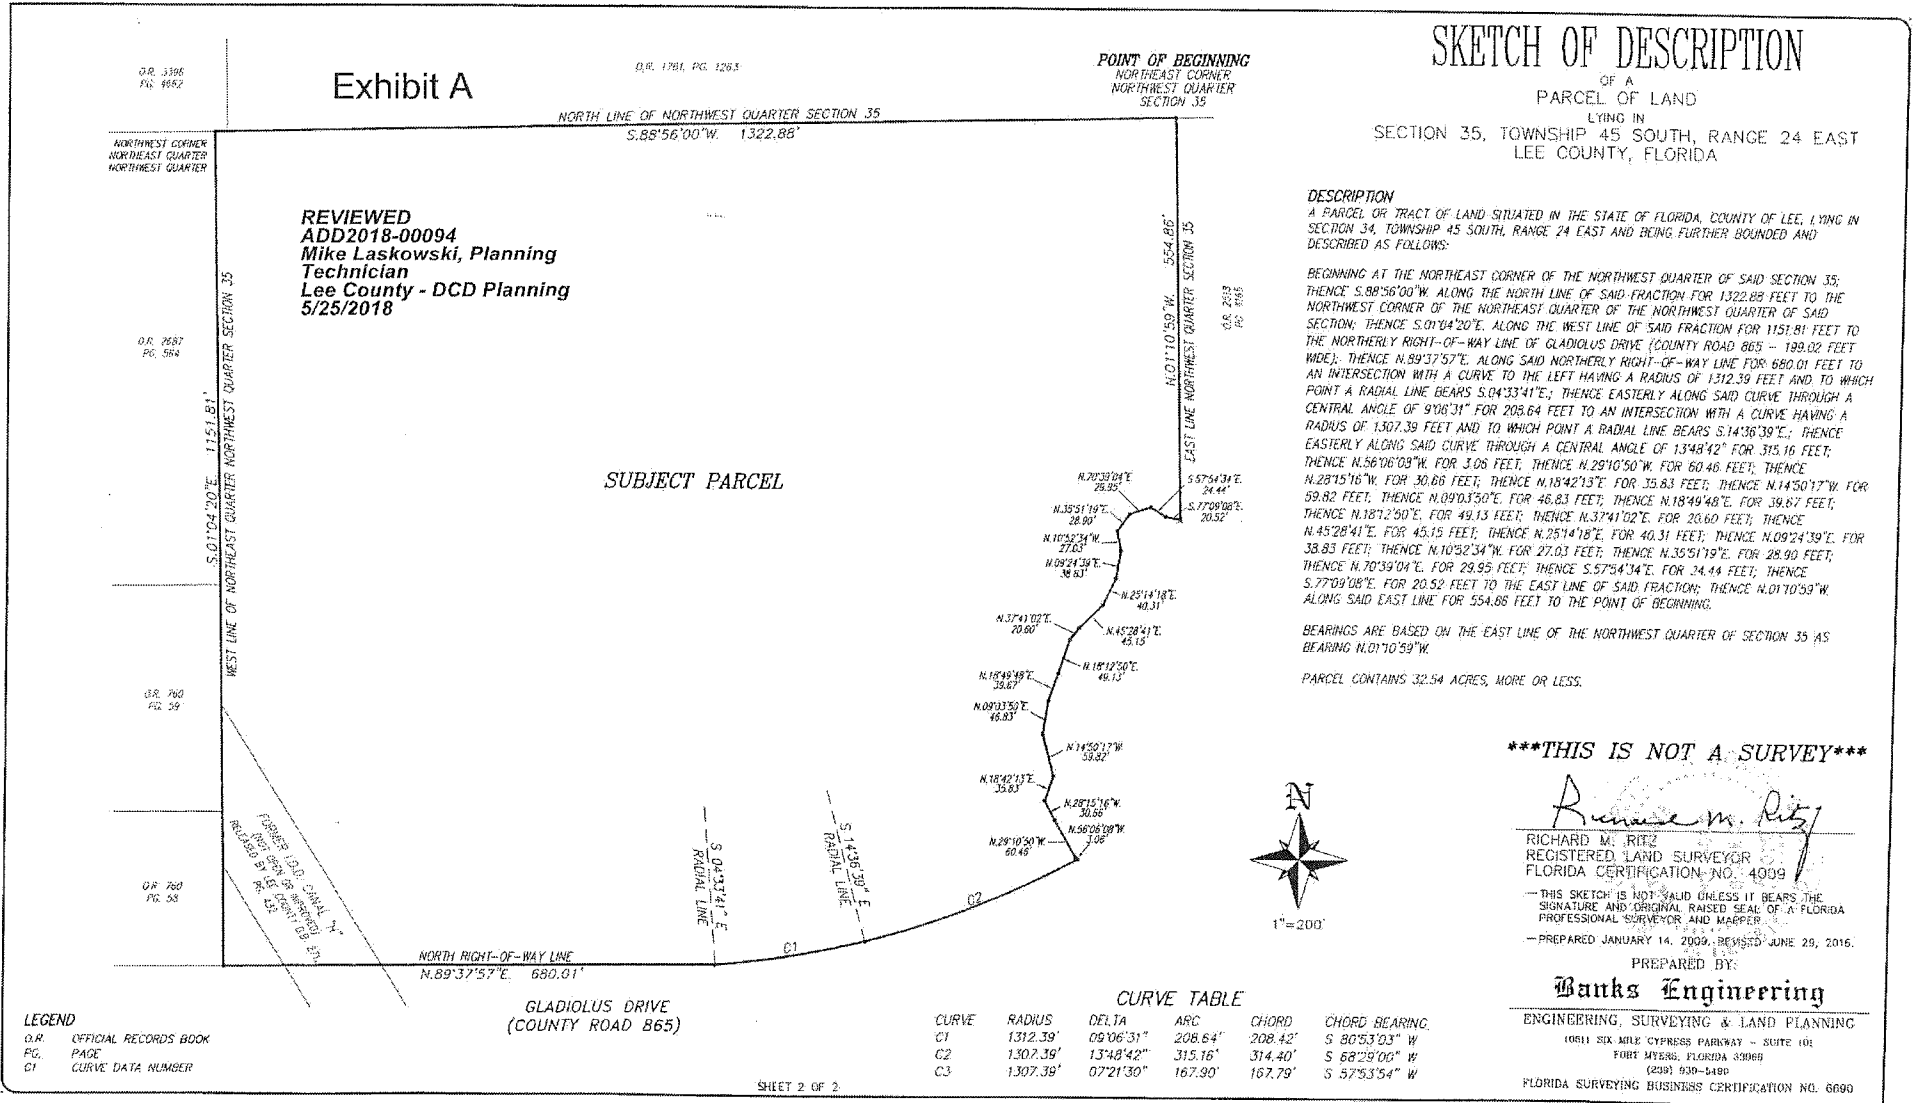 Exhibit A
O.R. 3396
PG. 4662
O.R. 1761, PG. 1263
POINT OF BEGINNING
NORTHEAST CORNER
NORTHWEST QUARTER
SECTION 35
NORTH LINE OF NORTHWEST QUARTER SECTION 35
S.88°56'00"W. 1322.88'
NORTHWEST CORNER
NORTHEAST QUARTER
NORTHWEST QUARTER
REVIEWED
ADD2018-00094
Mike Laskowski, Planning
Technician
Lee County - DCD Planning
5/25/2018
O.R. 2687
PG. 564
S.01°04'20"E. 1151.81'
WEST LINE OF NORTHEAST QUARTER NORTHWEST QUARTER SECTION 35
N.01°10'59"W. 554.86'
EAST LINE NORTHWEST QUARTER SECTION 35
SUBJECT PARCEL
N.70°39'04"E.
29.95'
S.57°54'34"E.
24.44'
S.77°09'08"E.
20.52'
N.35°51'19"E.
28.90'
N.10°52'34"W.
27.03'
N.09°24'39"E.
38.83'
N.25°14'18"E.
40.31'
N.37°41'02"E.
20.60'
N.45°28'41"E.
45.15'
N.18°12'50"E.
49.13'
N.18°49'48"E.
39.67'
N.09°03'50"E.
46.83'
N.14°50'17"W.
59.82'
N.18°42'13"E.
35.83'
N.28°15'16"W.
30.66'
N.56°06'08"W.
3.06'
N.29°10'50"W.
60.46'
O.R. 760
PG. 59
O.R. 760
PG. 58
FORMER I.D.D. CANAL "N"
(NOT OPEN OR IMPROVED)
S 04°33'41" E
RADIAL LINE
S 14°36'39" E
RADIAL LINE
C1
C2
NORTH RIGHT-OF-WAY LINE
N.89°37'57"E. 680.01'
GLADIOLUS DRIVE
(COUNTY ROAD 865)
N
1"=200'
LEGEND
O.R. OFFICIAL RECORDS BOOK
PG. PAGE
C1 CURVE DATA NUMBER
CURVE TABLE
CURVE RADIUS DELTA ARC CHORD CHORD BEARING
C1 1312.39' 09°06'31" 208.64' 208.42' S 80°53'03" W
C2 1307.39' 13°48'42" 315.16' 314.40' S 68°29'00" W
C3 1307.39' 07°21'30" 167.90' 167.79' S 57°53'54" W
SHEET 2 OF 2
SKETCH OF DESCRIPTION
OF A
PARCEL OF LAND
LYING IN
SECTION 35, TOWNSHIP 45 SOUTH, RANGE 24 EAST
LEE COUNTY, FLORIDA
DESCRIPTION
A PARCEL OR TRACT OF LAND SITUATED IN THE STATE OF FLORIDA, COUNTY OF LEE, LYING IN
SECTION 34, TOWNSHIP 45 SOUTH, RANGE 24 EAST AND BEING FURTHER BOUNDED AND
DESCRIBED AS FOLLOWS:
BEGINNING AT THE NORTHEAST CORNER OF THE NORTHWEST QUARTER OF SAID SECTION 35;
THENCE S.88°56'00"W. ALONG THE NORTH LINE OF SAID FRACTION FOR 1322.88 FEET TO THE
NORTHWEST CORNER OF THE NORTHEAST QUARTER OF THE NORTHWEST QUARTER OF SAID
SECTION; THENCE S.01°04'20"E. ALONG THE WEST LINE OF SAID FRACTION FOR 1151.81 FEET TO
THE NORTHERLY RIGHT-OF-WAY LINE OF GLADIOLUS DRIVE (COUNTY ROAD 865 - 199.02 FEET
WIDE); THENCE N.89°37'57"E. ALONG SAID NORTHERLY RIGHT-OF-WAY LINE FOR 680.01 FEET TO
AN INTERSECTION WITH A CURVE TO THE LEFT HAVING A RADIUS OF 1312.39 FEET AND TO WHICH
POINT A RADIAL LINE BEARS S.04°33'41"E.; THENCE EASTERLY ALONG SAID CURVE THROUGH A
CENTRAL ANGLE OF 9°06'31" FOR 208.64 FEET TO AN INTERSECTION WITH A CURVE HAVING A
RADIUS OF 1307.39 FEET AND TO WHICH POINT A RADIAL LINE BEARS S.14°36'39"E.; THENCE
EASTERLY ALONG SAID CURVE THROUGH A CENTRAL ANGLE OF 13°48'42" FOR 315.16 FEET;
THENCE N.56°06'08"W. FOR 3.06 FEET; THENCE N.29°10'50"W. FOR 60.46 FEET; THENCE
N.28°15'16"W. FOR 30.66 FEET; THENCE N.18°42'13"E. FOR 35.83 FEET; THENCE N.14°50'17"W. FOR
59.82 FEET; THENCE N.09°03'50"E. FOR 46.83 FEET; THENCE N.18°49'48"E. FOR 39.67 FEET;
THENCE N.18°12'50"E. FOR 49.13 FEET; THENCE N.37°41'02"E. FOR 20.60 FEET; THENCE
N.45°28'41"E. FOR 45.15 FEET; THENCE N.25°14'18"E. FOR 40.31 FEET; THENCE N.09°24'39"E. FOR
38.83 FEET; THENCE N.10°52'34"W. FOR 27.03 FEET; THENCE N.35°51'19"E. FOR 28.90 FEET;
THENCE N.70°39'04"E. FOR 29.95 FEET; THENCE S.57°54'34"E. FOR 24.44 FEET; THENCE
S.77°09'08"E. FOR 20.52 FEET TO THE EAST LINE OF SAID FRACTION; THENCE N.01°10'59"W.
ALONG SAID EAST LINE FOR 554.86 FEET TO THE POINT OF BEGINNING.
BEARINGS ARE BASED ON THE EAST LINE OF THE NORTHWEST QUARTER OF SECTION 35 AS
BEARING N.01°10'59"W.
PARCEL CONTAINS 32.54 ACRES, MORE OR LESS.
***THIS IS NOT A SURVEY***
Richard M. Ritz
RICHARD M. RITZ
REGISTERED LAND SURVEYOR
FLORIDA CERTIFICATION NO. 4009
—THIS SKETCH IS NOT VALID UNLESS IT BEARS THE
SIGNATURE AND ORIGINAL RAISED SEAL OF A FLORIDA
PROFESSIONAL SURVEYOR AND MAPPER.
—PREPARED JANUARY 14, 2009, REVISED JUNE 29, 2016.
PREPARED BY:
Banks Engineering
ENGINEERING, SURVEYING & LAND PLANNING
10511 SIX MILE CYPRESS PARKWAY - SUITE 101
FORT MYERS, FLORIDA 33966
(239) 939-5490
FLORIDA SURVEYING BUSINESS CERTIFICATION NO. 6690